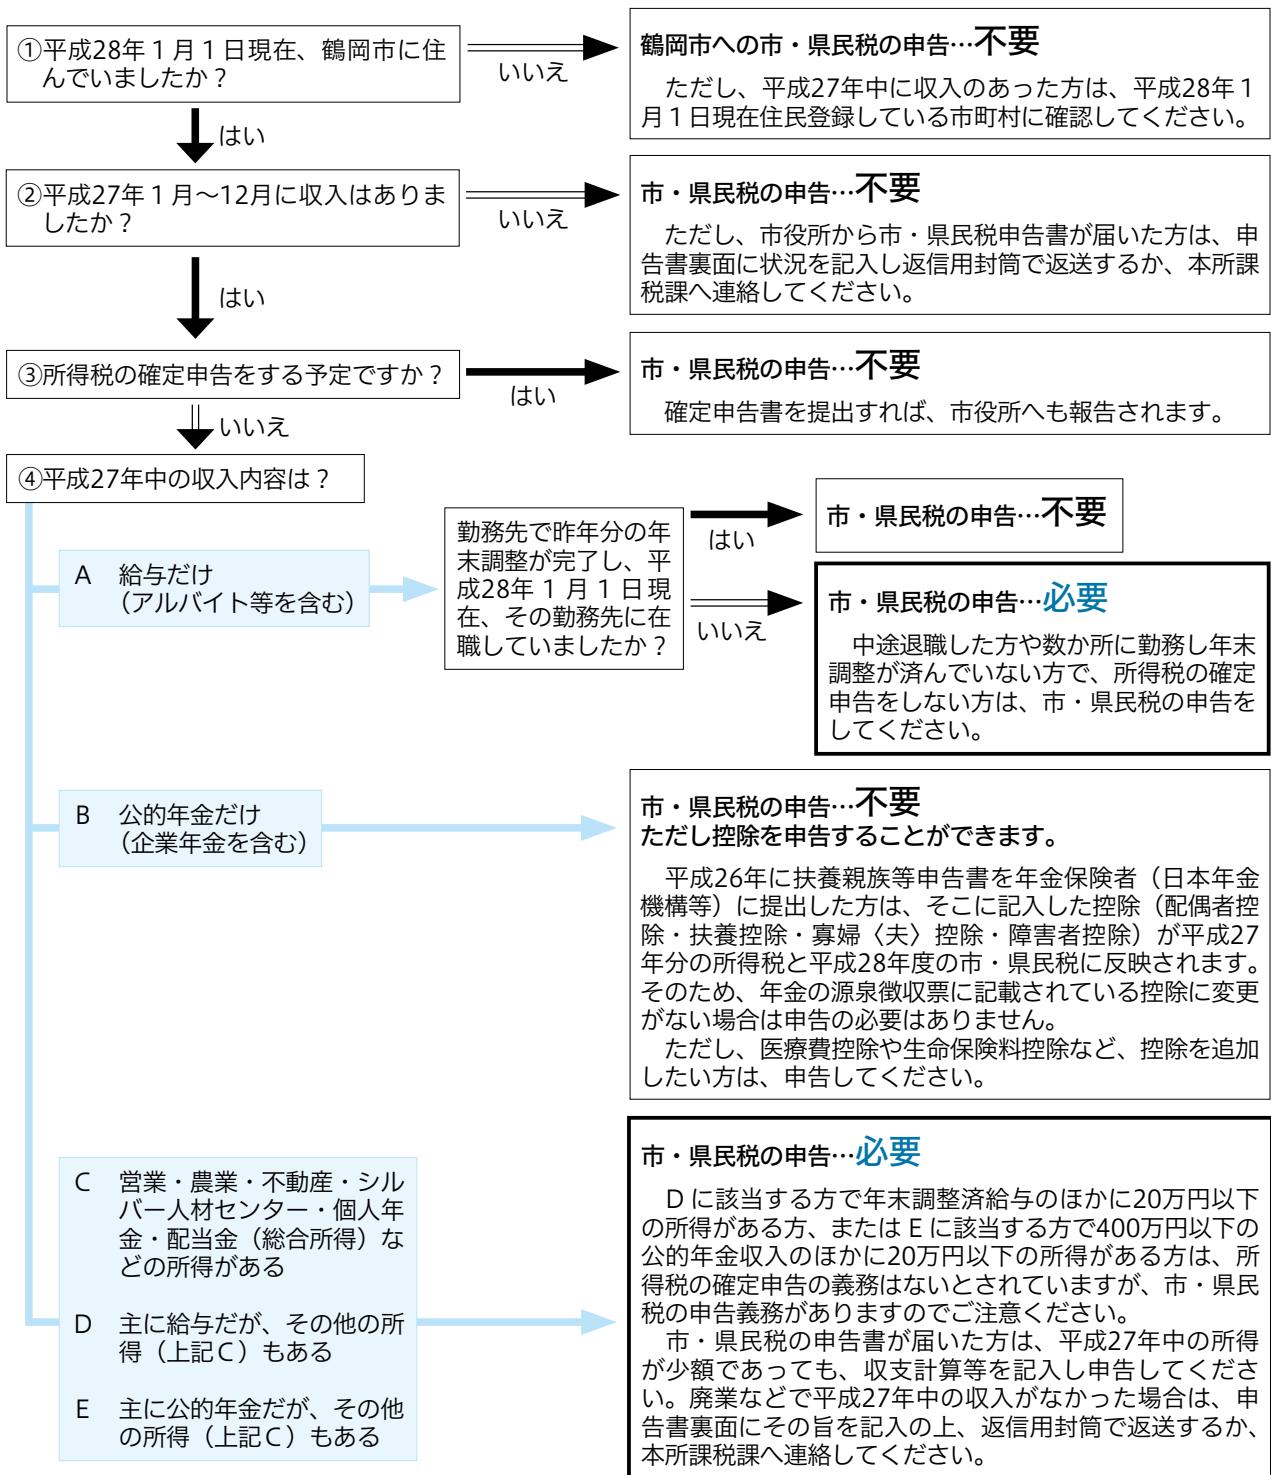 ①平成28年1月1日現在、鶴岡市に住
んでいましたか?
いいえ
鶴岡市への市・県民税の申告…不要
ただし、平成27年中に収入のあった方は、平成28年1
月1日現在住民登録している市町村に確認してください。
はい
②平成27年1月～12月に収入はありま
したか?
いいえ
市・県民税の申告…不要
ただし、市役所から市・県民税申告書が届いた方は、申
告書裏面に状況を記入し返信用封筒で返送するか、本所課
税課へ連絡してください。
はい
③所得税の確定申告をする予定ですか?
はい
市・県民税の申告…不要
確定申告書を提出すれば、市役所へも報告されます。
いいえ
④平成27年中の収入内容は?
A 給与だけ
(アルバイト等を含む)
勤務先で昨年分の年
末調整が完了し、平
成28年1月1日現
在、その勤務先に在
職していましたか?
はい
市・県民税の申告…不要
いいえ
市・県民税の申告…必要
中途退職した方や数か所に勤務し年末
調整が済んでいない方で、所得税の確定
申告をしない方は、市・県民税の申告を
してください。
B 公的年金だけ
(企業年金を含む)
市・県民税の申告…不要
ただし控除を申告することができます。
平成26年に扶養親族等申告書を年金保険者(日本年金
機構等)に提出した方は、そこに記入した控除(配偶者控
除・扶養控除・寡婦〈夫〉控除・障害者控除)が平成27
年分の所得税と平成28年度の市・県民税に反映されます。
そのため、年金の源泉徴収票に記載されている控除に変更
がない場合は申告の必要はありません。
ただし、医療費控除や生命保険料控除など、控除を追加
したい方は、申告してください。
C 営業・農業・不動産・シル
バー人材センター・個人年
金・配当金(総合所得)な
どの所得がある
D 主に給与だが、その他の所
得(上記C)もある
E 主に公的年金だが、その他
の所得(上記C)もある
市・県民税の申告…必要
Dに該当する方で年末調整済給与のほかに20万円以下
の所得がある方、またはEに該当する方で400万円以下の
公的年金収入のほかに20万円以下の所得がある方は、所
得税の確定申告の義務はないとされていますが、市・県民
税の申告義務がありますのでご注意ください。
市・県民税の申告書が届いた方は、平成27年中の所得
が少額であっても、収支計算等を記入し申告してくださ
い。廃業などで平成27年中の収入がなかった場合は、申
告書裏面にその旨を記入の上、返信用封筒で返送するか、
本所課税課へ連絡してください。